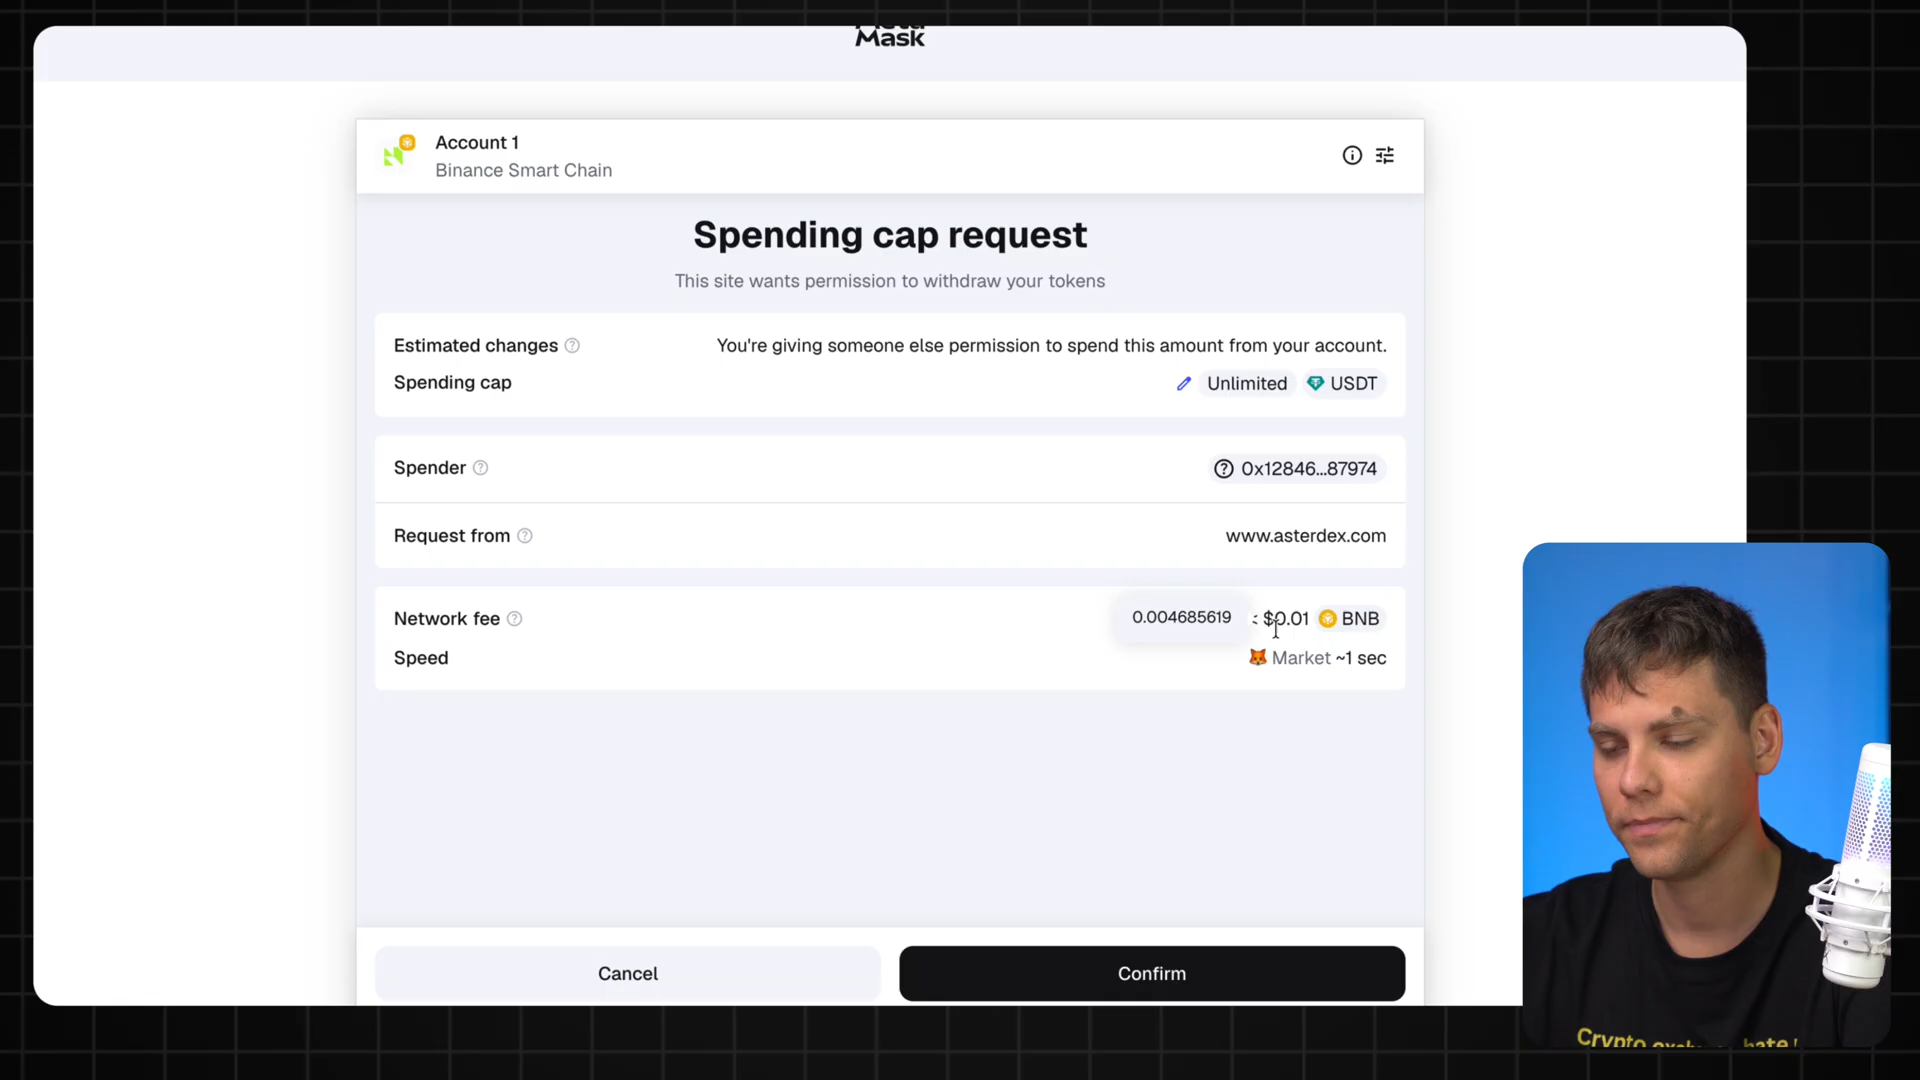 Mask
Account 1
Binance Smart Chain
Spending cap request
This site wants permission to withdraw your tokens
Estimated changes
You're giving someone else permission to spend this amount from your account.
Spending cap
Unlimited
USDT
Spender
0x12846...87974
Request from
www.asterdex.com
Network fee
0.004685619
$0.01
BNB
Speed
Market ~1 sec
Cancel
Confirm
Crypto